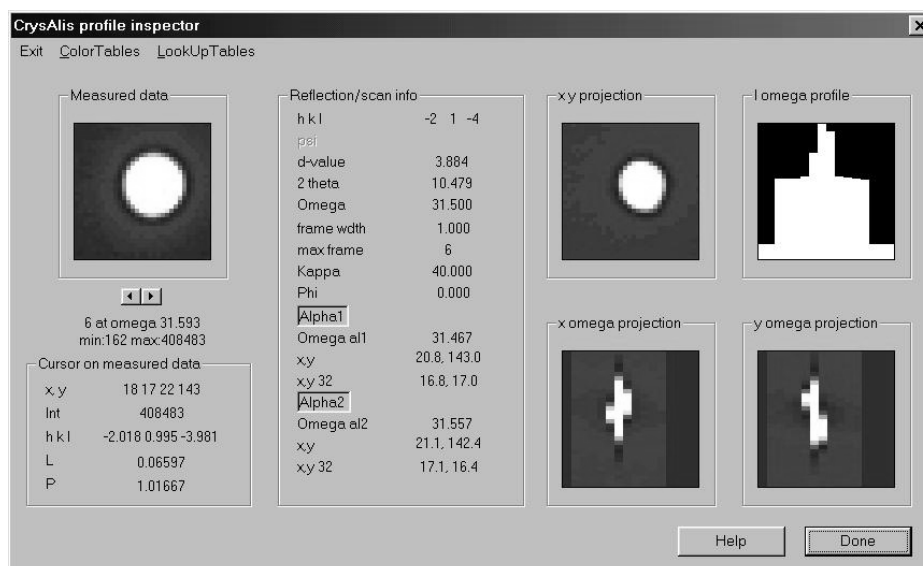 CrysAlis profile inspector
Exit ColorTables LookUpTables
Measured data
6 at omega 31.593
min:162 max:408483
Cursor on measured data
x, y 18 17 22 143
Int 408483
h k l -2.018 0.995 -3.981
L 0.06597
P 1.01667
Reflection/scan info
h k l -2 1 -4
psi
d-value 3.884
2 theta 10.479
Omega 31.500
frame wdth 1.000
max frame 6
Kappa 40.000
Phi 0.000
Alpha1
Omega al1 31.467
x,y 20.8, 143.0
x,y 32 16.8, 17.0
Alpha2
Omega al2 31.557
x,y 21.1, 142.4
x,y 32 17.1, 16.4
x y projection
I omega profile
x omega projection
y omega projection
Help
Done